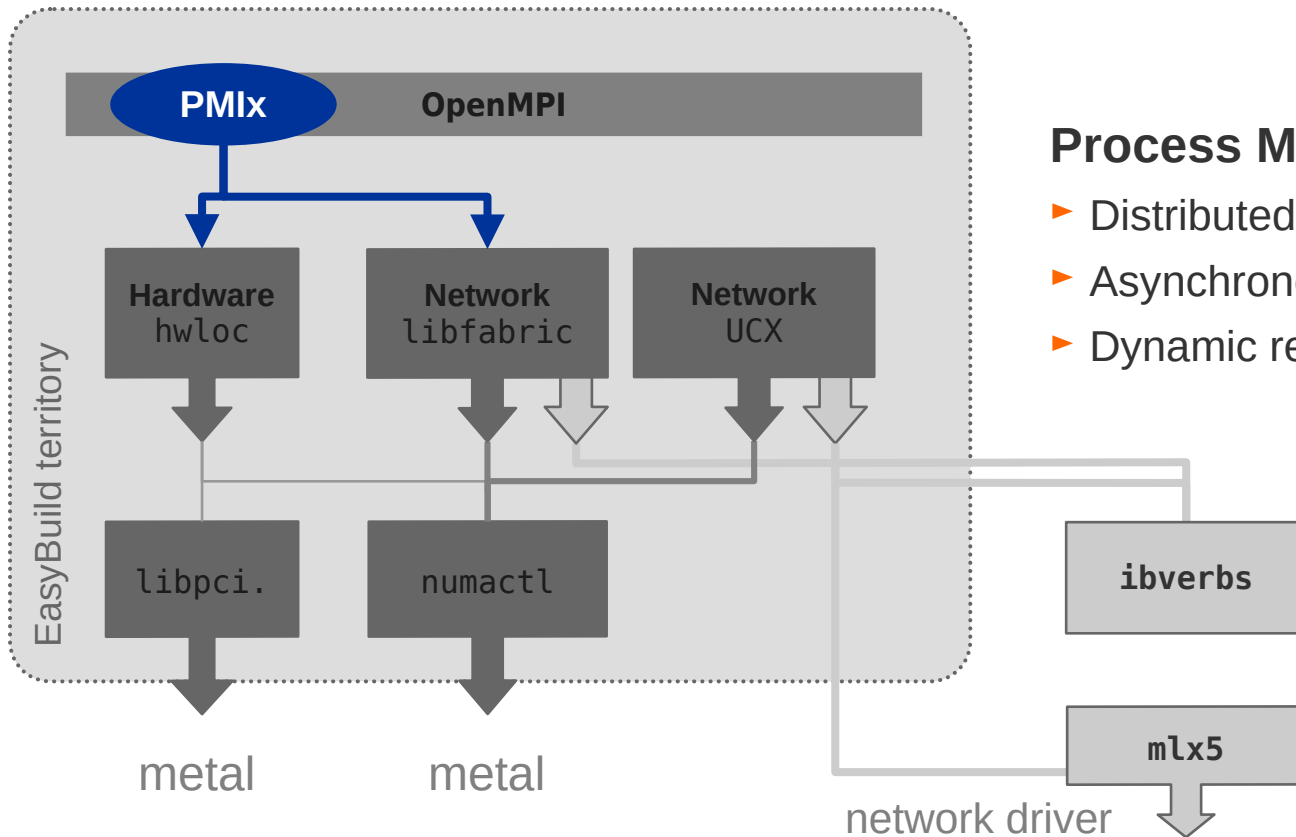 PMIx
OpenMPI
Process M
Distributed
Asynchron
Dynamic re
Hardware
hwloc
Network
libfabric
Network
UCX
EasyBuild territory
libpci.
numactl
ibverbs
mlx5
metal
metal
network driver